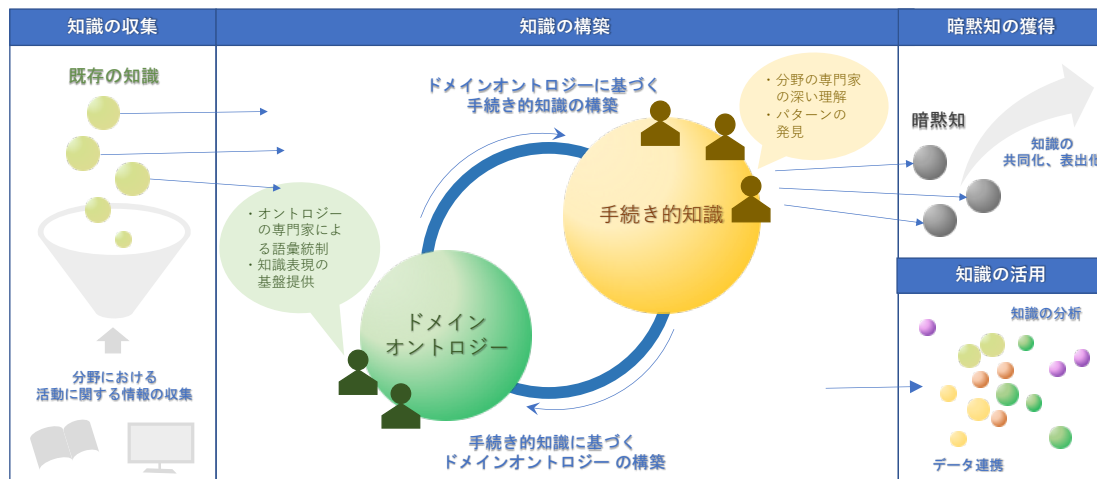 知識の収集
既存の知識
分野における
活動に関する情報の収集
知識の構築
ドメインオントロジーに基づく
手続き的知識の構築
・分野の専門家
の深い理解
・パターンの
発見
手続き的知識
・オントロジー
の専門家によ
る語彙統制
・知識表現の
基盤提供
ドメイン
オントロジー
手続き的知識に基づく
ドメインオントロジー の構築
暗黙知の獲得
暗黙知
知識の
共同化、表出化
知識の活用
知識の分析
データ連携